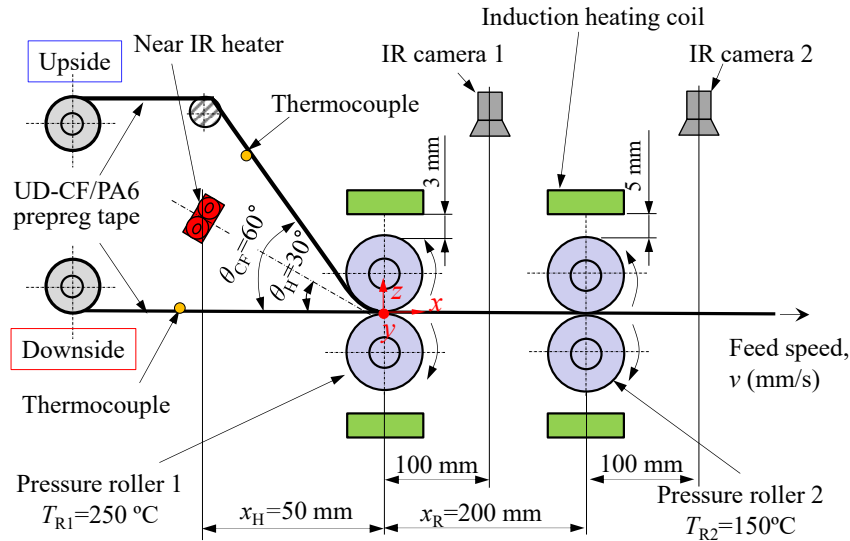 Induction heating coil
Near IR heater
IR camera 1
IR camera 2
Upside
Thermocouple
3 mm
5 mm
UD-CF/PA6
prepreg tape
θCF=60°
θH=30°
z
x
y
Downside
Feed speed,
v (mm/s)
Thermocouple
100 mm
100 mm
Pressure roller 1
TR1=250 ºC
xH=50 mm
xR=200 mm
Pressure roller 2
TR2=150ºC